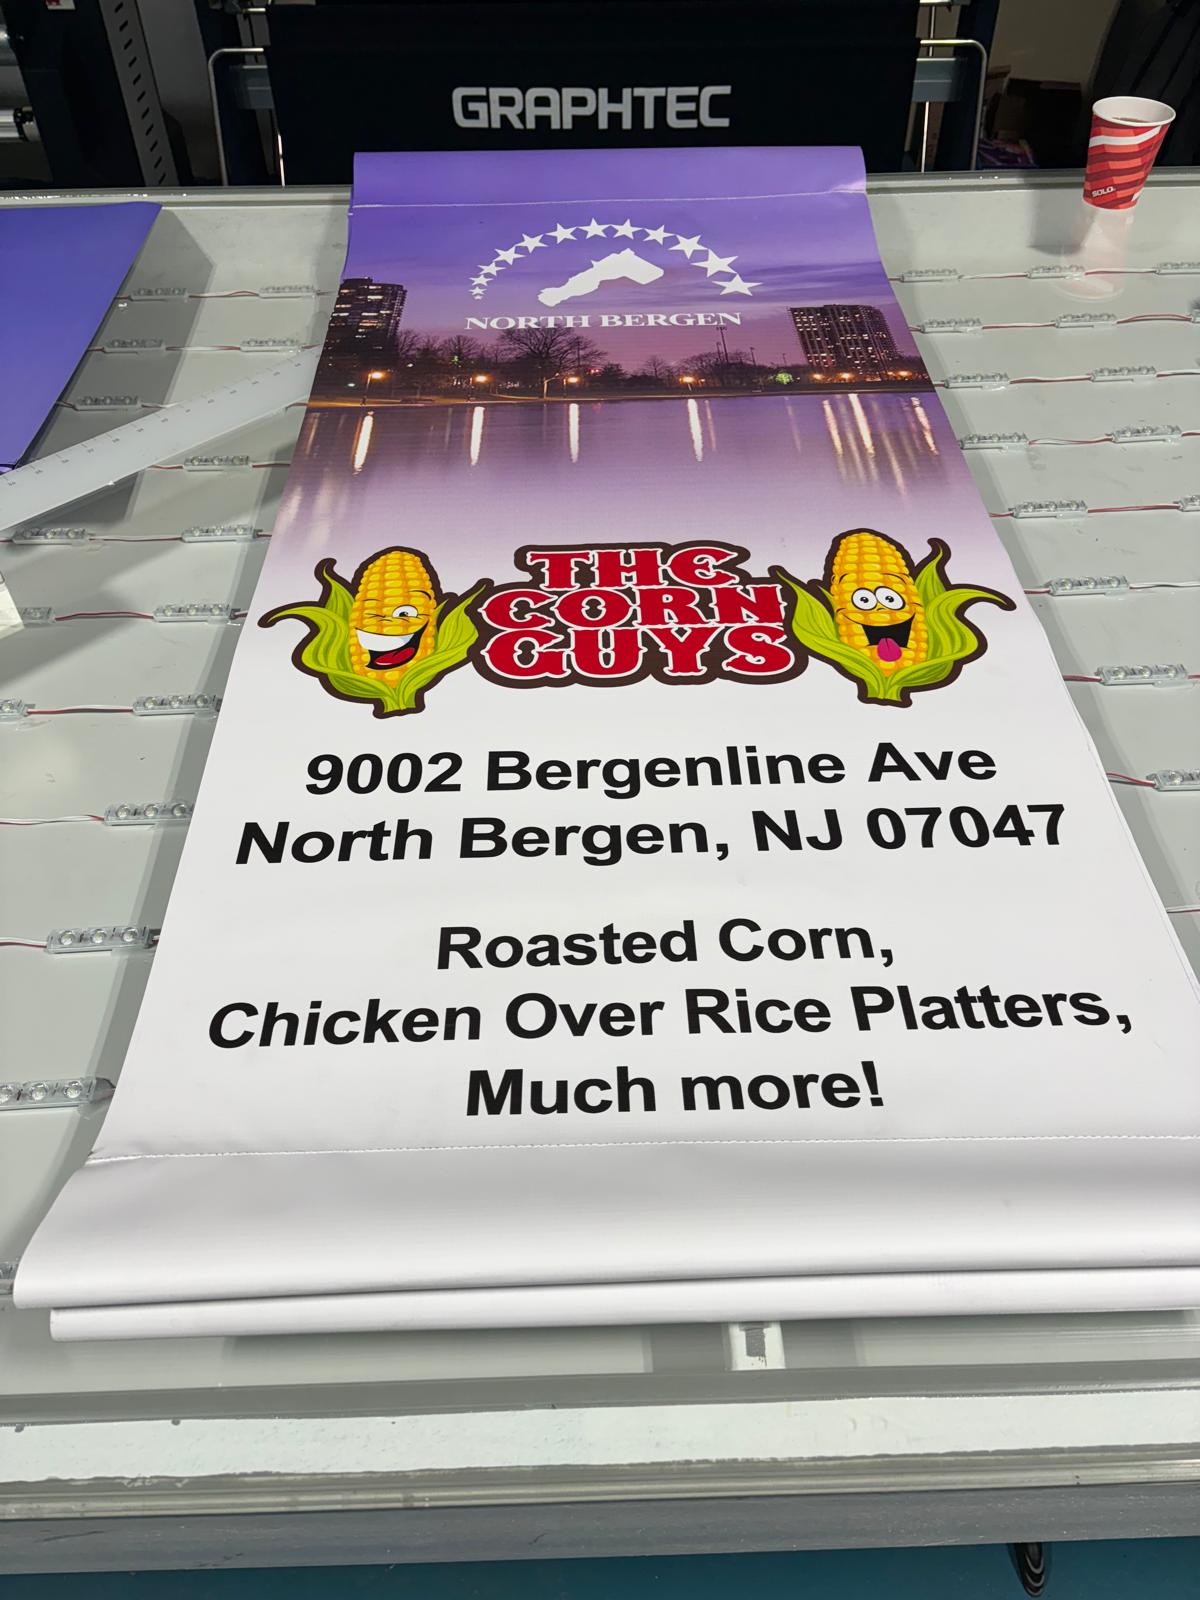 GRAPHTEC
SOLO.
NORTH BERGEN
THE
CORN
GUYS
9002 Bergenline Ave
North Bergen, NJ 07047
Roasted Corn,
Chicken Over Rice Platters,
Much more!